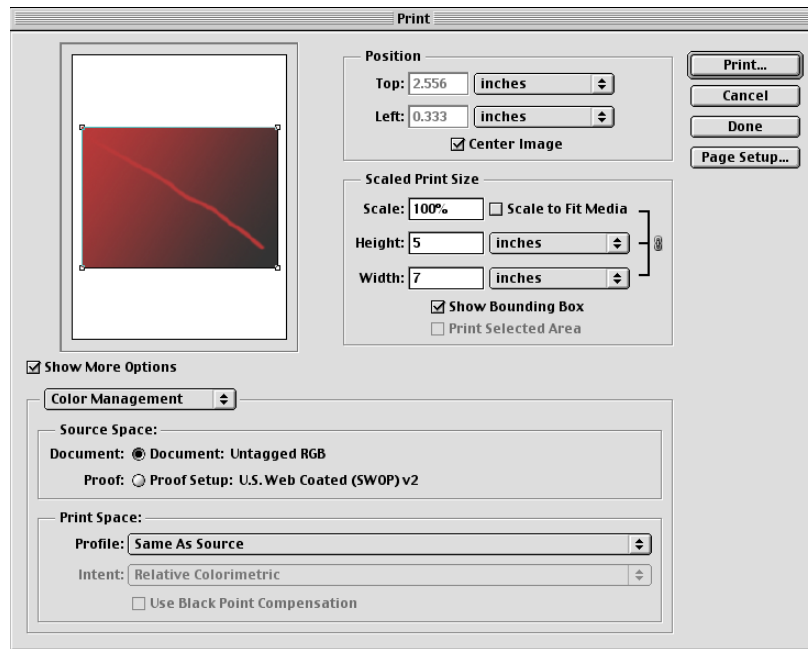 Print
Position
Top: 2.556 inches
Left: 0.333 inches
Center Image
Print...
Cancel
Done
Page Setup...
Scaled Print Size
Scale: 100% Scale to Fit Media
Height: 5 inches
Width: 7 inches
Show Bounding Box
Print Selected Area
Show More Options
Color Management
Source Space:
Document: Document: Untagged RGB
Proof: Proof Setup: U.S. Web Coated (SWOP) v2
Print Space:
Profile: Same As Source
Intent: Relative Colorimetric
Use Black Point Compensation